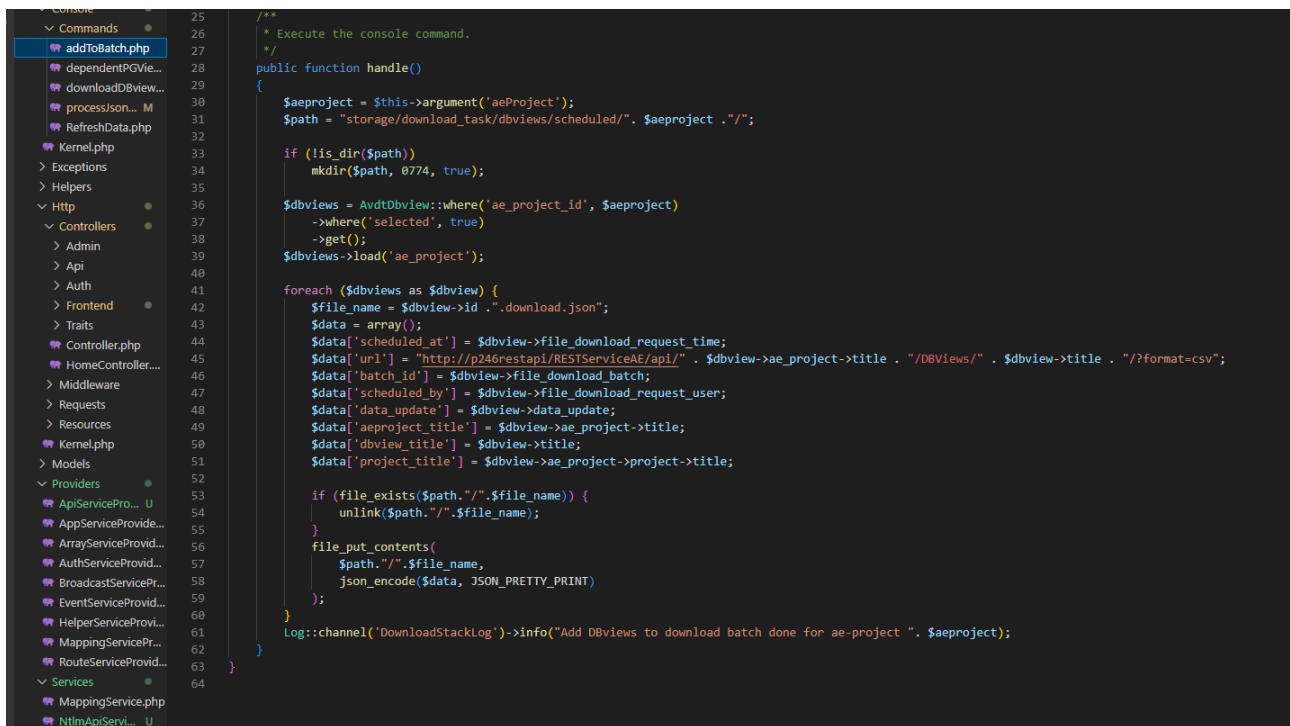 Console
Commands
addToBatch.php
dependentPGVie...
downloadDBview...
processJson... M
RefreshData.php
Kernel.php
Exceptions
Helpers
Http
Controllers
Admin
Api
Auth
Frontend
Traits
Controller.php
HomeController....
Middleware
Requests
Resources
Kernel.php
Models
Providers
ApiServicePro... U
AppServiceProvide...
ArrayServiceProvid...
AuthServiceProvid...
BroadcastServicePr...
EventServiceProvid...
HelperServiceProvi...
MappingServicePr...
RouteServiceProvid...
Services
MappingService.php
NtlmApiServi... U
25 /**
26 * Execute the console command.
27 */
28 public function handle()
29 {
30 $aeproject = $this->argument('aeProject');
31 $path = "storage/download_task/dbviews/scheduled/". $aeproject ."/";
32
33 if (!is_dir($path))
34 mkdir($path, 0774, true);
35
36 $dbviews = AvdtDbview::where('ae_project_id', $aeproject)
37 ->where('selected', true)
38 ->get();
39 $dbviews->load('ae_project');
40
41 foreach ($dbviews as $dbview) {
42 $file_name = $dbview->id .".download.json";
43 $data = array();
44 $data['scheduled_at'] = $dbview->file_download_request_time;
45 $data['url'] = "http://p246restapi/RESTServiceAE/api/" . $dbview->ae_project->title . "/DBViews/" . $dbview->title . "/?format=csv";
46 $data['batch_id'] = $dbview->file_download_batch;
47 $data['scheduled_by'] = $dbview->file_download_request_user;
48 $data['data_update'] = $dbview->data_update;
49 $data['aeproject_title'] = $dbview->ae_project->title;
50 $data['dbview_title'] = $dbview->title;
51 $data['project_title'] = $dbview->ae_project->project->title;
52
53 if (file_exists($path."/".$file_name)) {
54 unlink($path."/".$file_name);
55 }
56 file_put_contents(
57 $path."/".$file_name,
58 json_encode($data, JSON_PRETTY_PRINT)
59 );
60 }
61 Log::channel('DownloadStackLog')->info("Add DBviews to download batch done for ae-project ". $aeproject);
62 }
63 }
64